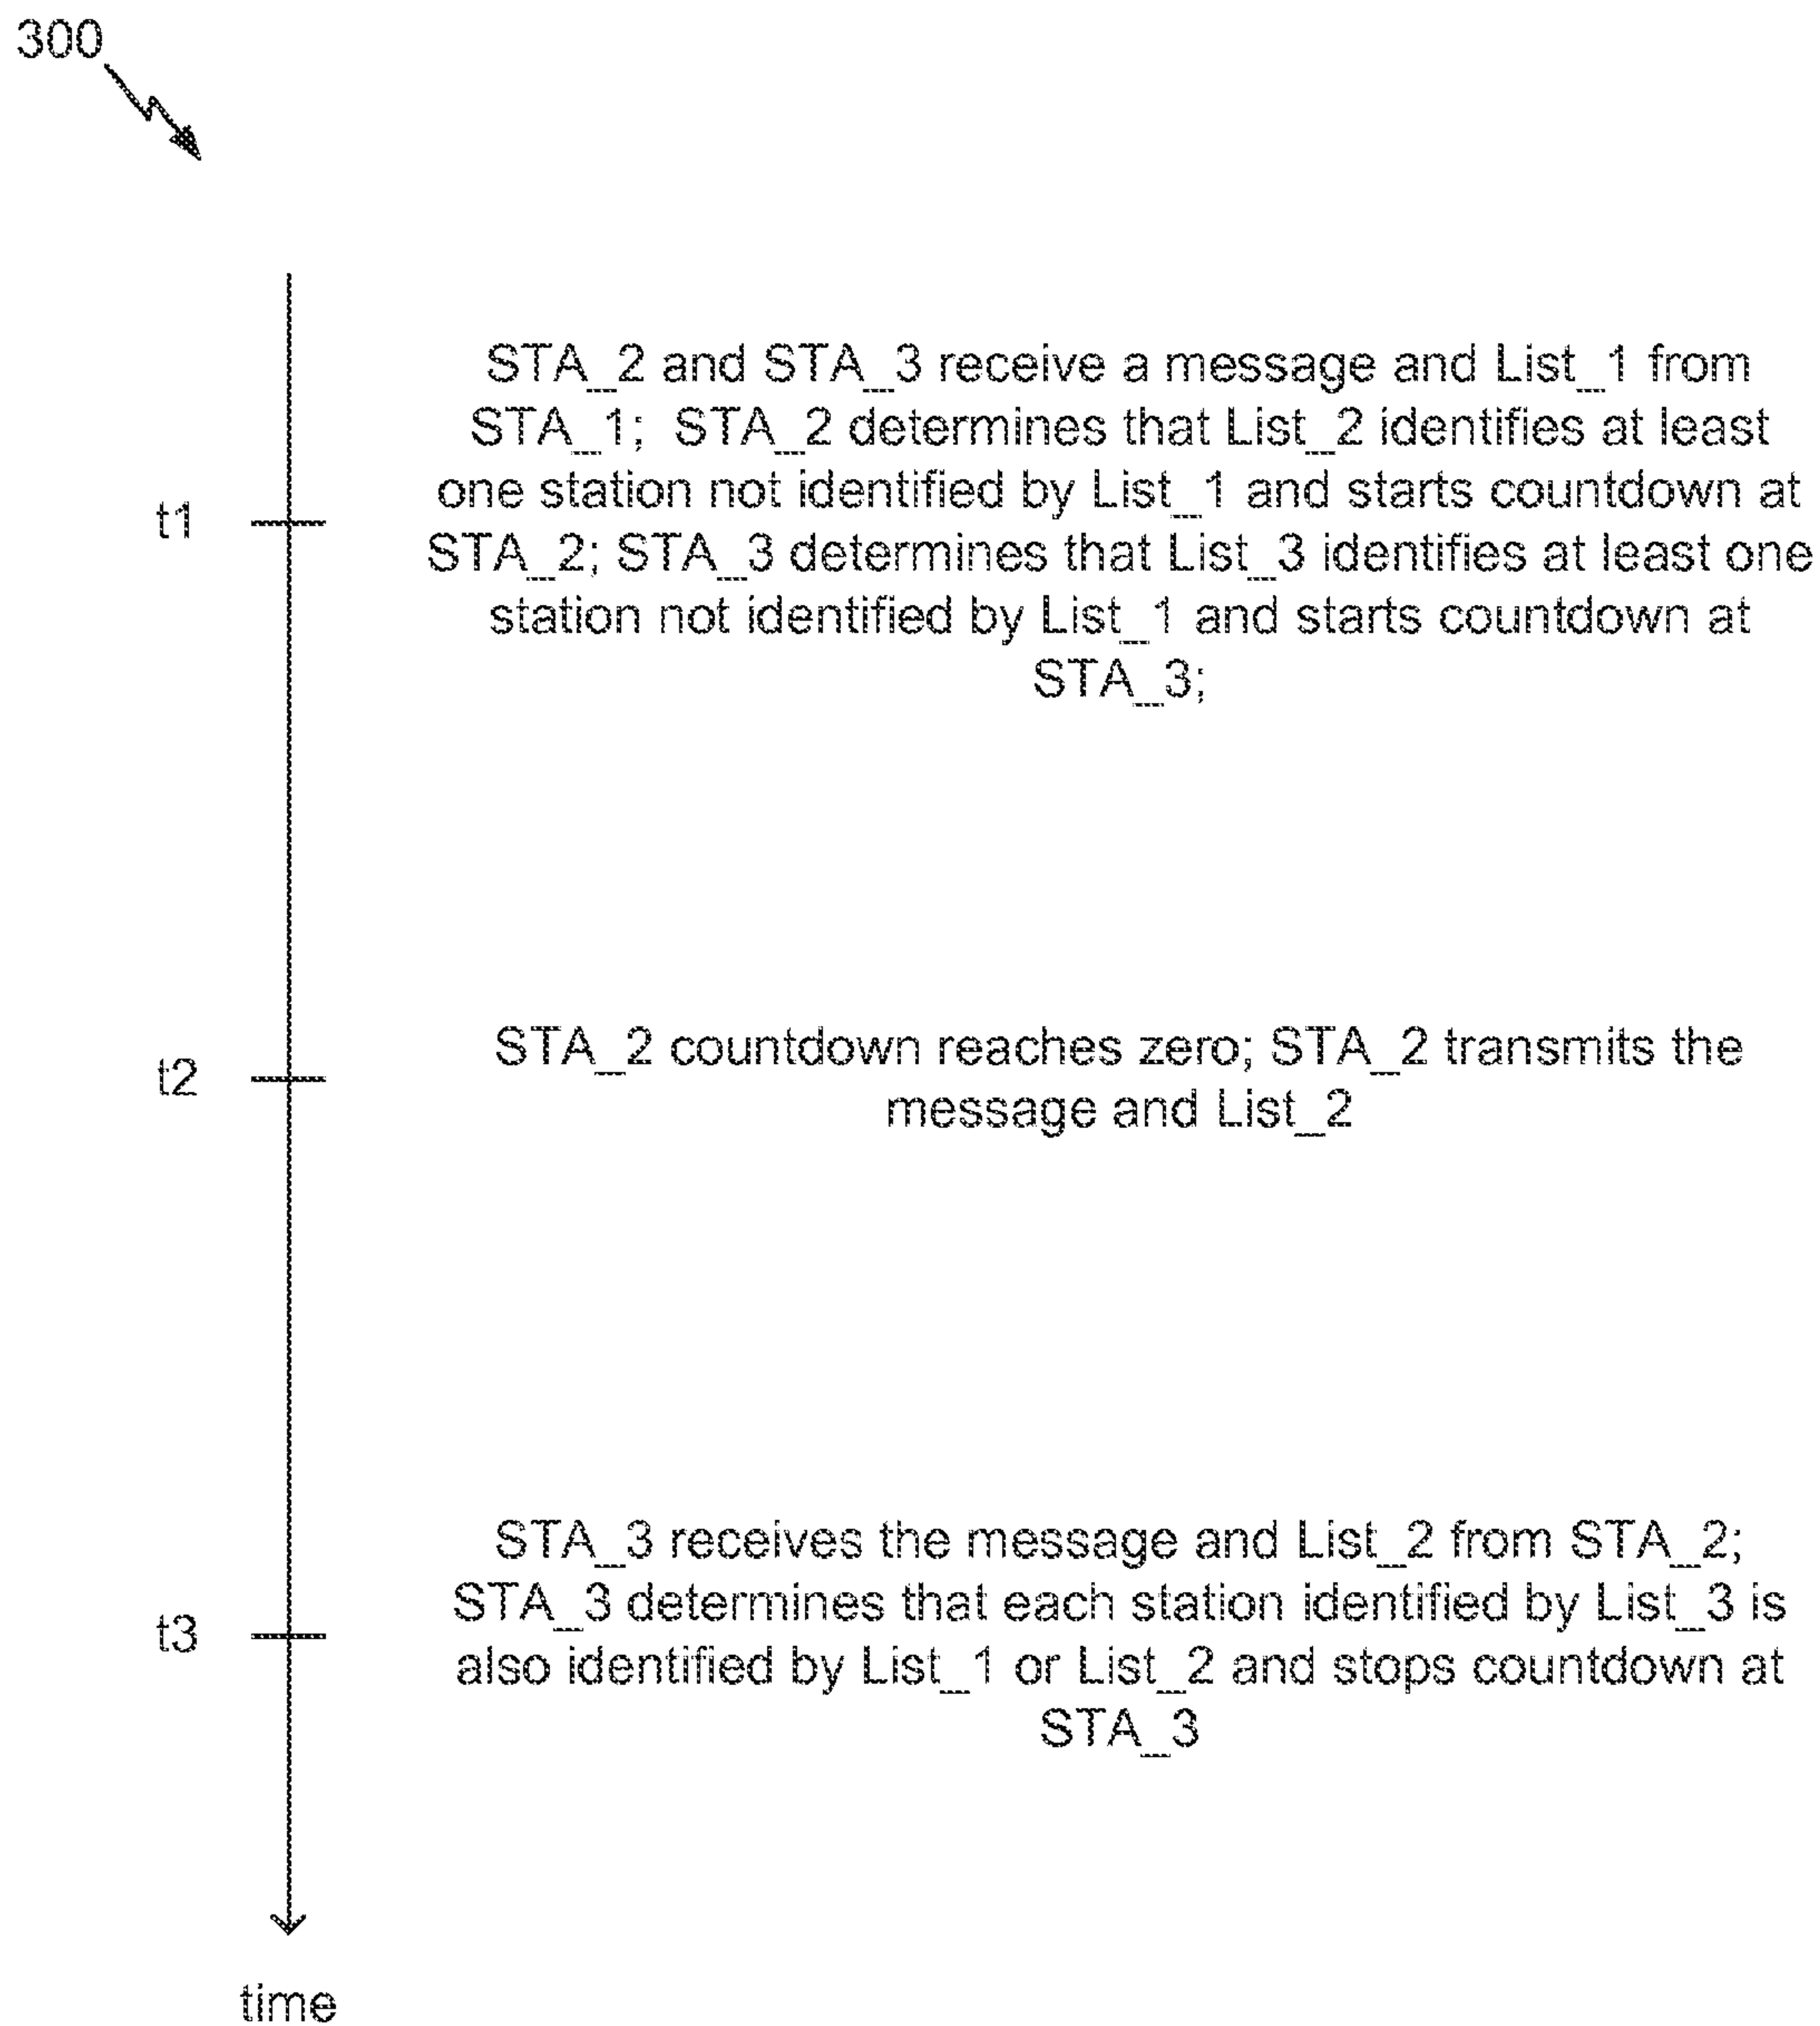 300
STA_2 and STA_3 receive a message and List_1 from
STA_1; STA_2 determines that List_2 identifies at least
one station not identified by List_1 and starts countdown at
t1
STA_2; STA_3 determines that List_3 identifies at least one
station not identified by List_1 and starts countdown at
STA_3;
STA_2 countdown reaches zero; STA_2 transmits the
t2
message and List_2
STA_3 receives the message and List_2 from STA_2;
STA_3 determines that each station identified by List_3 is
t3
also identified by List_1 or List_2 and stops countdown at
STA_3
time